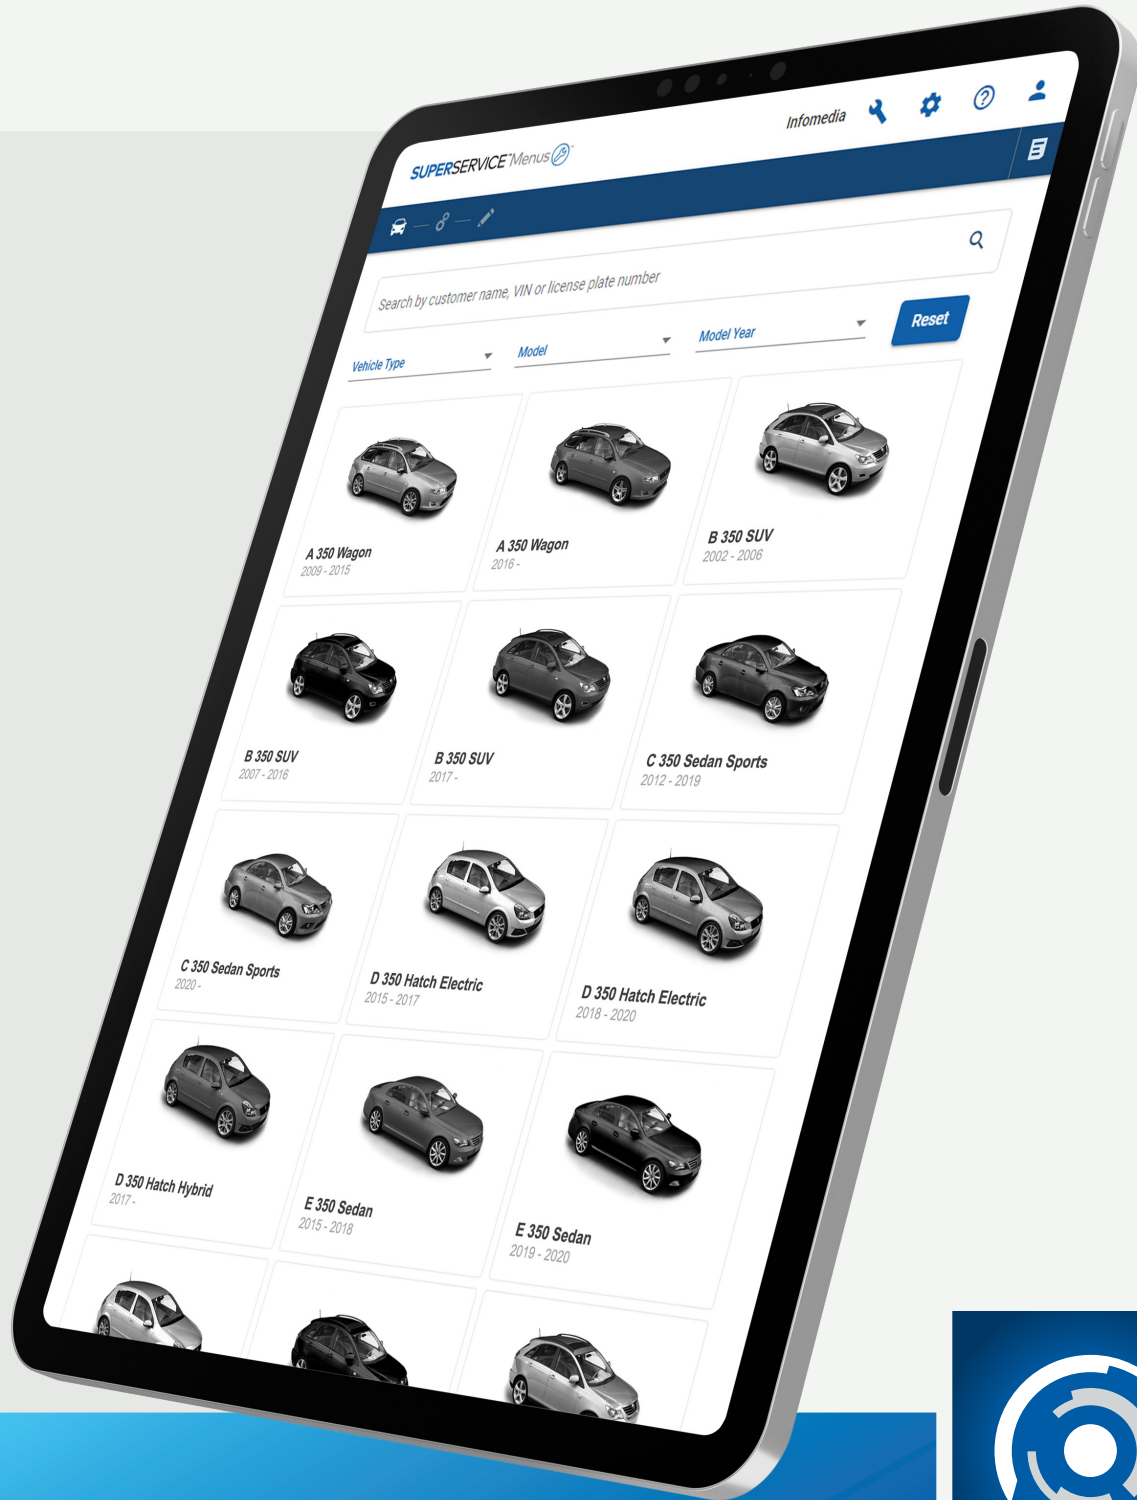 SUPERSERVICE™Menus
Infomedia
Search by customer name, VIN or license plate number
Vehicle Type
Model
Model Year
Reset
A 350 Wagon
2009 - 2015
A 350 Wagon
2016 -
B 350 SUV
2002 - 2006
B 350 SUV
2007 - 2016
B 350 SUV
2017 -
C 350 Sedan Sports
2012 - 2019
C 350 Sedan Sports
2020 -
D 350 Hatch Electric
2015 - 2017
D 350 Hatch Electric
2018 - 2020
D 350 Hatch Hybrid
2017 -
E 350 Sedan
2015 - 2018
E 350 Sedan
2019 - 2020